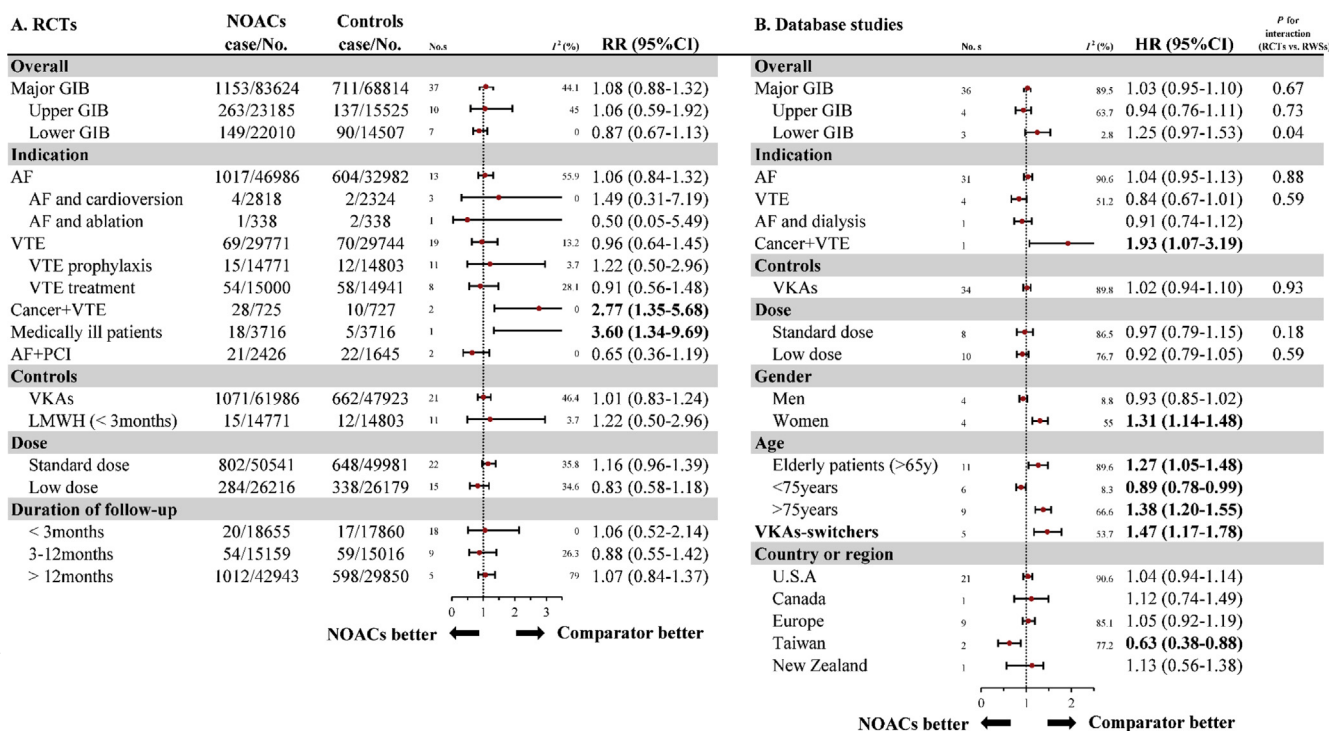 A. RCTs NOACs case/No. Controls case/No. No.s I² (%) RR (95%CI)
Overall
Major GIB 1153/83624 711/68814 37 44.1 1.08 (0.88-1.32)
Upper GIB 263/23185 137/15525 10 45 1.06 (0.59-1.92)
Lower GIB 149/22010 90/14507 7 0 0.87 (0.67-1.13)
Indication
AF 1017/46986 604/32982 13 55.9 1.06 (0.84-1.32)
AF and cardioversion 4/2818 2/2324 3 0 1.49 (0.31-7.19)
AF and ablation 1/338 2/338 1 0.50 (0.05-5.49)
VTE 69/29771 70/29744 19 13.2 0.96 (0.64-1.45)
VTE prophylaxis 15/14771 12/14803 11 3.7 1.22 (0.50-2.96)
VTE treatment 54/15000 58/14941 8 28.1 0.91 (0.56-1.48)
Cancer+VTE 28/725 10/727 2 0 2.77 (1.35-5.68)
Medically ill patients 18/3716 5/3716 1 3.60 (1.34-9.69)
AF+PCI 21/2426 22/1645 2 0 0.65 (0.36-1.19)
Controls
VKAs 1071/61986 662/47923 21 46.4 1.01 (0.83-1.24)
LMWH (< 3months) 15/14771 12/14803 11 3.7 1.22 (0.50-2.96)
Dose
Standard dose 802/50541 648/49981 22 35.8 1.16 (0.96-1.39)
Low dose 284/26216 338/26179 15 34.6 0.83 (0.58-1.18)
Duration of follow-up
< 3months 20/18655 17/17860 18 0 1.06 (0.52-2.14)
3-12months 54/15159 59/15016 9 26.3 0.88 (0.55-1.42)
> 12months 1012/42943 598/29850 5 79 1.07 (0.84-1.37)
0 1 2 3
NOACs better Comparator better
B. Database studies No. s I² (%) HR (95%CI) P for interaction (RCTs vs. RWSs)
Overall
Major GIB 36 89.5 1.03 (0.95-1.10) 0.67
Upper GIB 4 63.7 0.94 (0.76-1.11) 0.73
Lower GIB 3 2.8 1.25 (0.97-1.53) 0.04
Indication
AF 31 90.6 1.04 (0.95-1.13) 0.88
VTE 4 51.2 0.84 (0.67-1.01) 0.59
AF and dialysis 1 0.91 (0.74-1.12)
Cancer+VTE 1 1.93 (1.07-3.19)
Controls
VKAs 34 89.8 1.02 (0.94-1.10) 0.93
Dose
Standard dose 8 86.5 0.97 (0.79-1.15) 0.18
Low dose 10 76.7 0.92 (0.79-1.05) 0.59
Gender
Men 4 8.8 0.93 (0.85-1.02)
Women 4 55 1.31 (1.14-1.48)
Age
Elderly patients (>65y) 11 89.6 1.27 (1.05-1.48)
<75years 6 8.3 0.89 (0.78-0.99)
>75years 9 66.6 1.38 (1.20-1.55)
VKAs-switchers 5 53.7 1.47 (1.17-1.78)
Country or region
U.S.A 21 90.6 1.04 (0.94-1.14)
Canada 1 1.12 (0.74-1.49)
Europe 9 85.1 1.05 (0.92-1.19)
Taiwan 2 77.2 0.63 (0.38-0.88)
New Zealand 1 1.13 (0.56-1.38)
0 1 2
NOACs better Comparator better